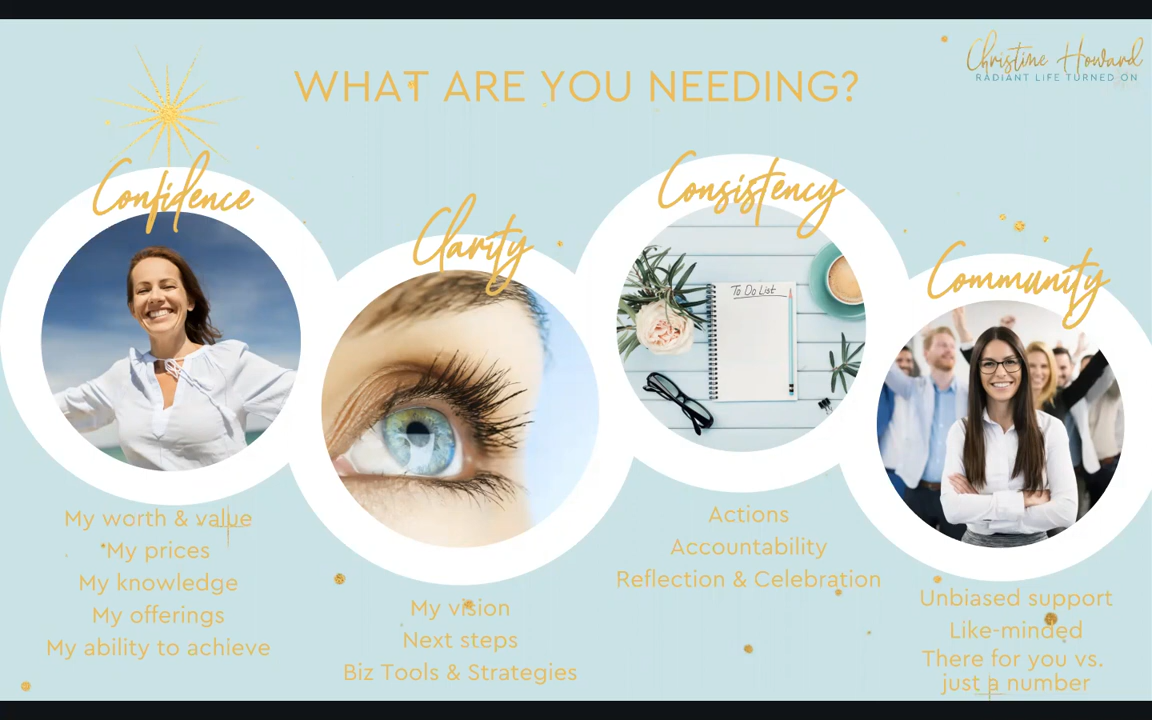 WHAT ARE YOU NEEDING?
Christine Howard
RADIANT LIFE TURNED ON
Confidence
My worth & value
My prices
My knowledge
My offerings
My ability to achieve
Clarity
My vision
Next steps
Biz Tools & Strategies
Consistency
To Do List
Actions
Accountability
Reflection & Celebration
Community
Unbiased support
Like-minded
There for you vs.
just a number